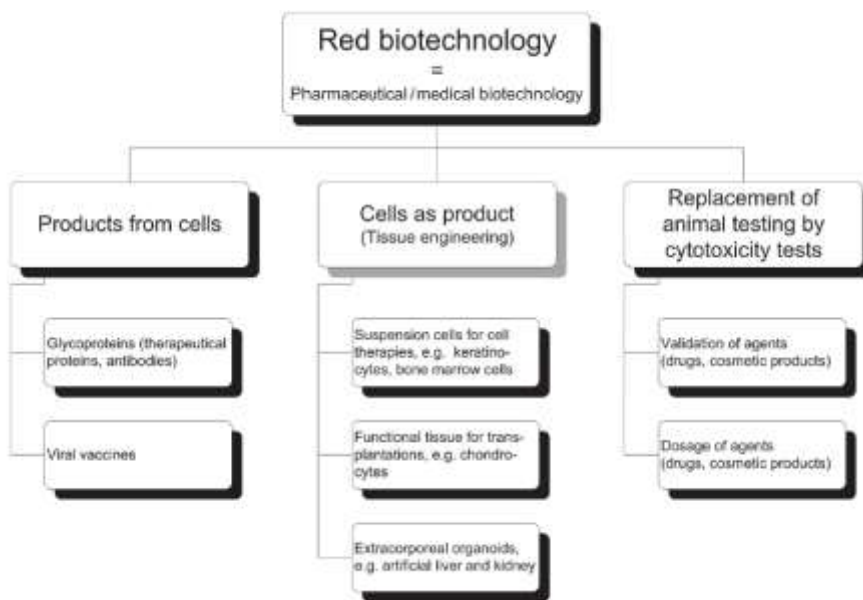 Red biotechnology
=
Pharmaceutical/medical biotechnology
Products from cells
Glycoproteins (therapeutical
proteins, antibodies)
Viral vaccines
Cells as product
(Tissue engineering)
Suspension cells for cell
therapies, e.g. keratino-
cytes, bone marrow cells
Functional tissue for trans-
plantations, e.g. chondro-
cytes
Extracorporeal organoids,
e.g. artificial liver and kidney
Replacement of
animal testing by
cytotoxicity tests
Validation of agents
(drugs, cosmetic products)
Dosage of agents
(drugs, cosmetic products)